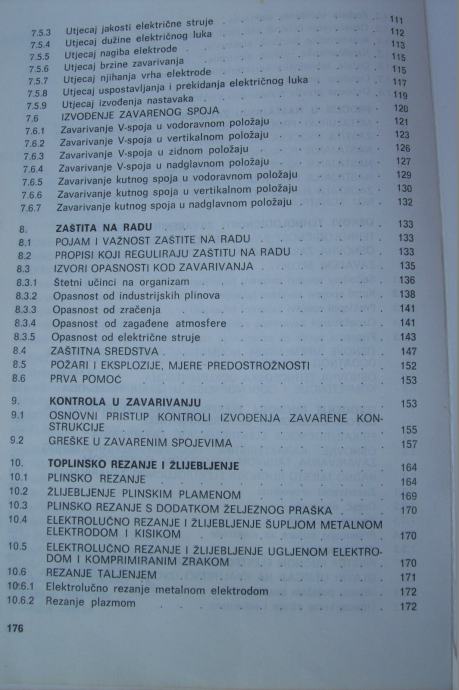 7.5.3 Utjecaj jakosti električne struje . . . 111
7.5.4 Utjecaj dužine električnog luka . . . 112
7.5.5 Utjecaj nagiba elektrode . . . 113
7.5.6 Utjecaj brzine zavarivanja . . . 115
7.5.7 Utjecaj njihanja vrha elektrode . . . 115
7.5.8 Utjecaj uspostavljanja i prekidanja električnog luka . . . 117
7.5.9 Utjecaj izvođenja nastavaka . . . 119
7.6 IZVOĐENJE ZAVARENOG SPOJA . . . 120
7.6.1 Zavarivanje V-spoja u vodoravnom položaju . . . 121
7.6.2 Zavarivanje V-spoja u vertikalnom položaju . . . 123
7.6.3 Zavarivanje V-spoja u zidnom položaju . . . 126
7.6.4 Zavarivanje V-spoja u nadglavnom položaju . . . 127
7.6.5 Zavarivanje kutnog spoja u vodoravnom položaju . . . 129
7.6.6 Zavarivanje kutnog spoja u vertikalnom položaju . . . 130
7.6.7 Zavarivanje kutnog spoja u nadglavnom položaju . . . 132
8. ZAŠTITA NA RADU . . . 133
8.1 POJAM I VAŽNOST ZAŠTITE NA RADU . . . 133
8.2 PROPISI KOJI REGULIRAJU ZAŠTITU NA RADU . . . 133
8.3 IZVORI OPASNOSTI KOD ZAVARIVANJA . . . 135
8.3.1 Štetni učinci na organizam . . . 136
8.3.2 Opasnost od industrijskih plinova . . . 138
8.3.3 Opasnost od zračenja . . . 141
8.3.4 Opasnost od zagađene atmosfere . . . 141
8.3.5 Opasnost od električne struje . . . 143
8.4 ZAŠTITNA SREDSTVA . . . 147
8.5 POŽARI I EKSPLOZIJE, MJERE PREDOSTROŽNOSTI . . . 152
8.6 PRVA POMOĆ . . . 153
9. KONTROLA U ZAVARIVANJU . . . 153
9.1 OSNOVNI PRISTUP KONTROLI IZVOĐENJA ZAVARENE KON-
STRUKCIJE . . . 155
9.2 GREŠKE U ZAVARENIM SPOJEVIMA . . . 157
10. TOPLINSKO REZANJE I ŽLIJEBLJENJE . . . 164
10.1 PLINSKO REZANJE . . . 164
10.2 ŽLIJEBLJENJE PLINSKIM PLAMENOM . . . 169
10.3 PLINSKO REZANJE S DODATKOM ŽELJEZNOG PRAŠKA . . . 170
10.4 ELEKTROLUČNO REZANJE I ŽLIJEBLJENJE ŠUPLJOM METALNOM
ELEKTRODOM I KISIKOM . . . 170
10.5 ELEKTROLUČNO REZANJE I ŽLIJEBLJENJE UGLJENOM ELEKTRO-
DOM I KOMPRIMIRANIM ZRAKOM . . . 170
10.6 REZANJE TALJENJEM . . . 171
10.6.1 Elektrolučno rezanje metalnom elektrodom . . . 172
10.6.2 Rezanje plazmom . . . 172
176